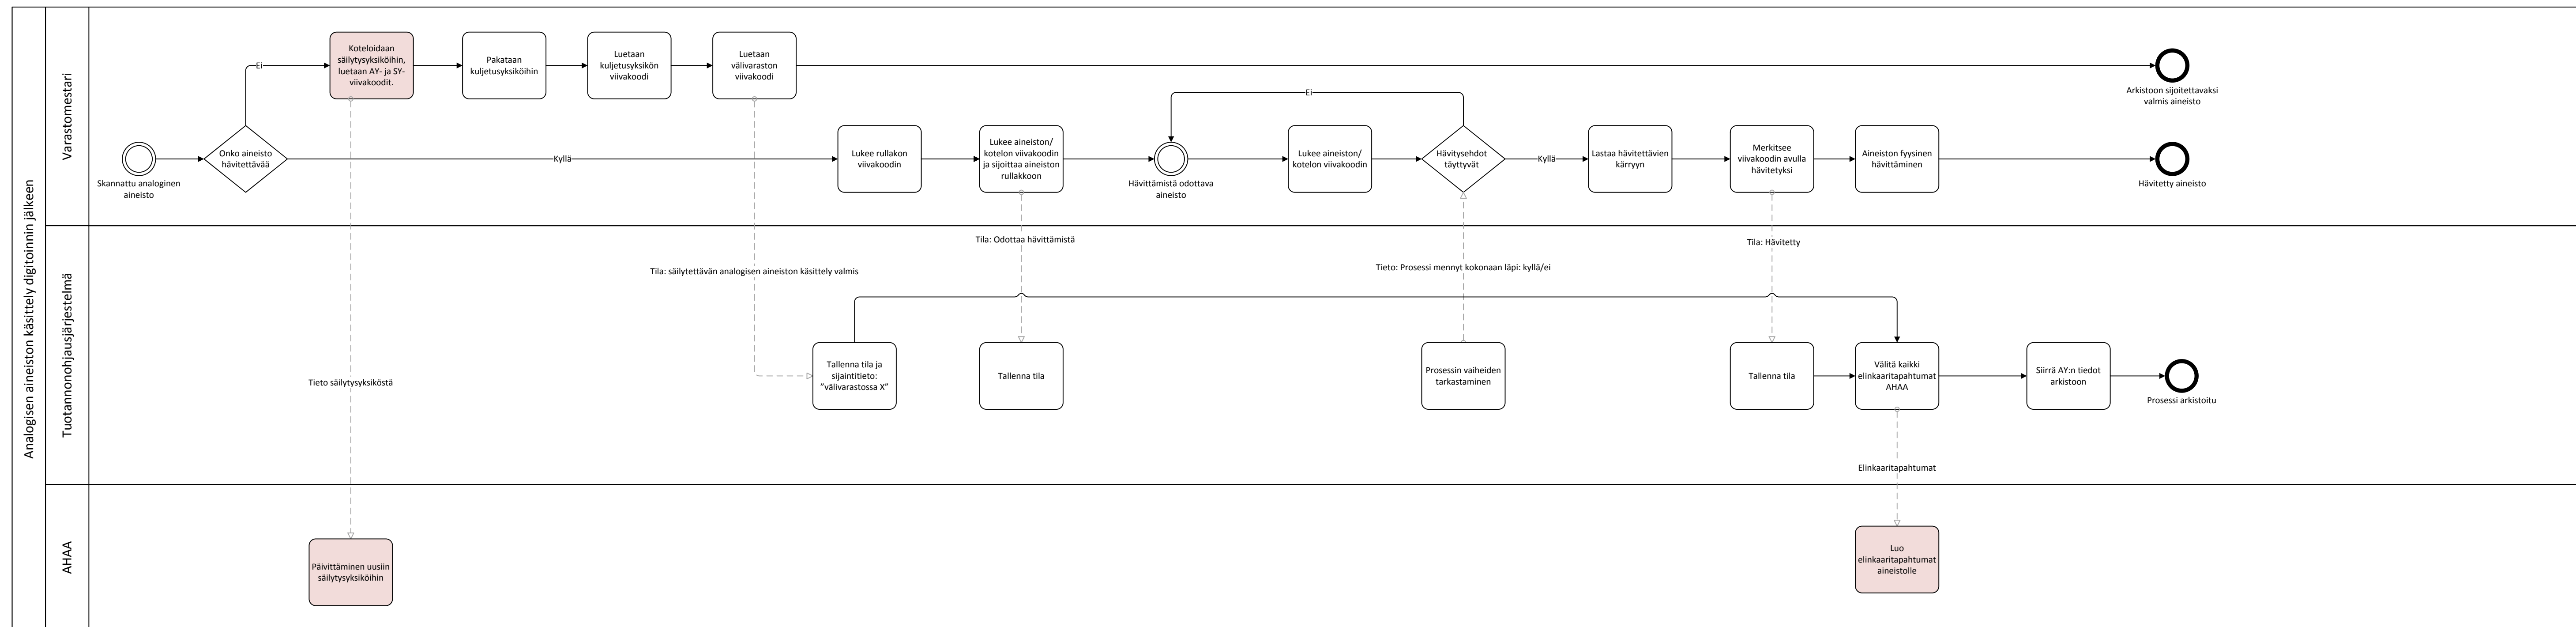 Analogisen aineiston käsittely digitoinnin jälkeen
Varastomestari
Koteloidaan
säilytysyksiköihin,
luetaan AY- ja SY-
viivakoodit.
Pakataan
kuljetusyksiköihin
Luetaan
kuljetusyksikön
viivakoodi
Luetaan
välivaraston
viivakoodi
Arkistoon sijoitettavaksi
valmis aineisto
Ei
Ei
Skannattu analoginen
aineisto
Onko aineisto
hävitettävää
Kyllä
Lukee rullakon
viivakoodin
Lukee aineiston/
kotelon viivakoodin
ja sijoittaa aineiston
rullakkoon
Hävittämistä odottava
aineisto
Lukee aineiston/
kotelon viivakoodin
Hävitysehdot
täyttyvät
Kyllä
Lastaa hävitettävien
kärryyn
Merkitsee
viivakoodin avulla
hävitetyksi
Aineiston fyysinen
hävittäminen
Hävitetty aineisto
Tuotannonohjausjärjestelmä
Tila: Odottaa hävittämistä
Tila: Hävitetty
Tila: säilytettävän analogisen aineiston käsittely valmis
Tieto: Prosessi mennyt kokonaan läpi: kyllä/ei
Tieto säilytysyksiköstä
Tallenna tila ja
sijaintitieto:
”välivarastossa X”
Tallenna tila
Prosessin vaiheiden
tarkastaminen
Tallenna tila
Välitä kaikki
elinkaaritapahtumat
AHAA
Siirrä AY:n tiedot
arkistoon
Prosessi arkistoitu
Elinkaaritapahtumat
AHAA
Päivittäminen uusiin
säilytysyksiköihin
Luo
elinkaaritapahtumat
aineistolle